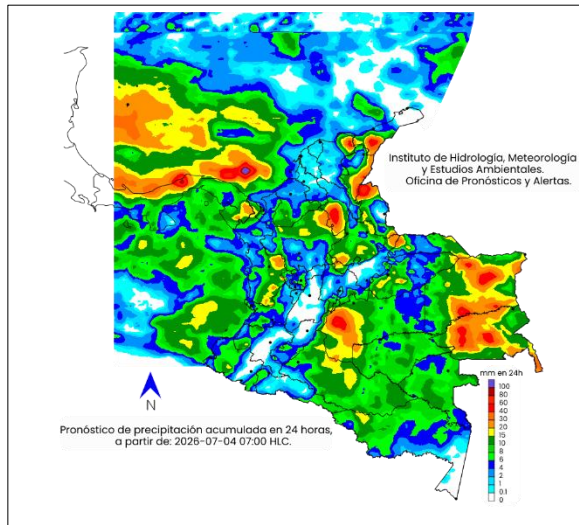 Instituto de Hidrología, Meteorología
y Estudios Ambientales.
Oficina de Pronósticos y Alertas.
mm en 24h
100
80
60
40
30
20
15
10
8
6
4
2
1
0.1
0
N
Pronóstico de precipitación acumulada en 24 horas,
a partir de: 2026-07-04 07:00 HLC.